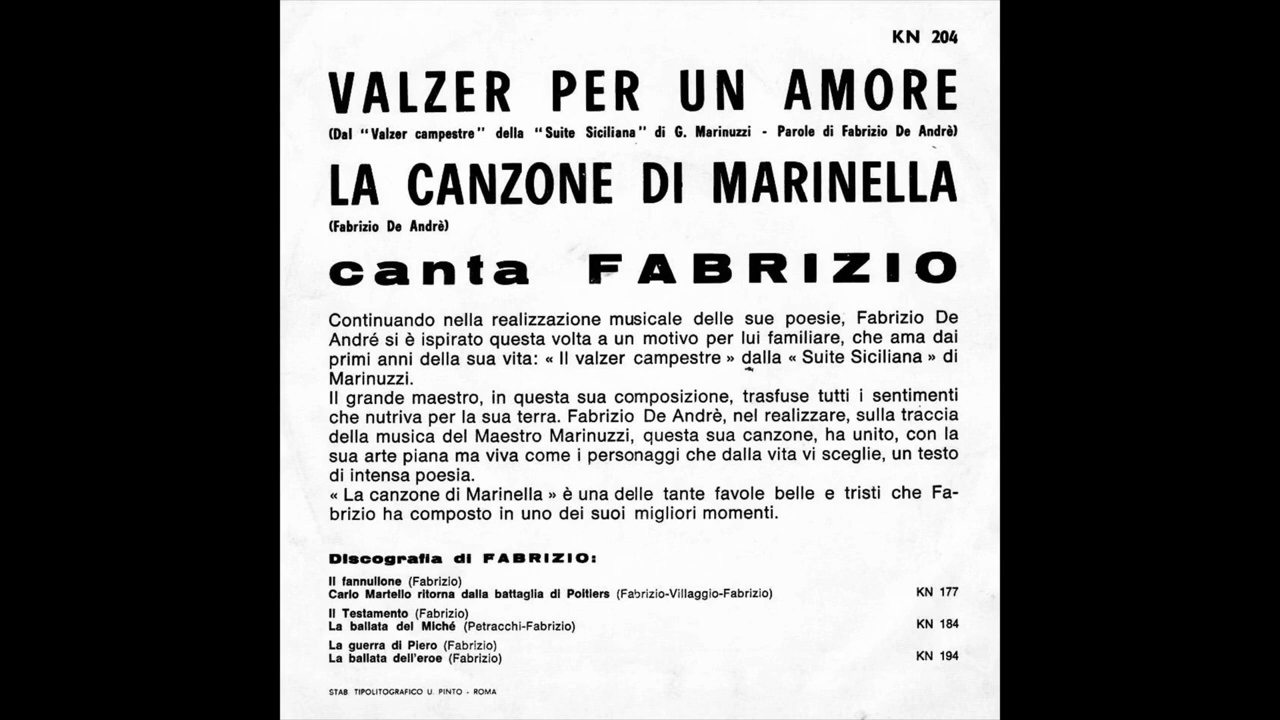 KN 204
VALZER PER UN AMORE
(Dal "Valzer campestre" della "Suite Siciliana" di G. Marinuzzi - Parole di Fabrizio De Andrè)
LA CANZONE DI MARINELLA
(Fabrizio De Andrè)
canta FABRIZIO
Continuando nella realizzazione musicale delle sue poesie, Fabrizio De
André si è ispirato questa volta a un motivo per lui familiare, che ama dai
primi anni della sua vita: « Il valzer campestre » dalla « Suite Siciliana » di
Marinuzzi.
Il grande maestro, in questa sua composizione, trasfuse tutti i sentimenti
che nutriva per la sua terra. Fabrizio De Andrè, nel realizzare, sulla traccia
della musica del Maestro Marinuzzi, questa sua canzone, ha unito, con la
sua arte piana ma viva come i personaggi che dalla vita vi sceglie, un testo
di intensa poesia.
« La canzone di Marinella » è una delle tante favole belle e tristi che Fa-
brizio ha composto in uno dei suoi migliori momenti.
Discografia di FABRIZIO:
Il fannullone (Fabrizio)
Carlo Martello ritorna dalla battaglia di Poitiers (Fabrizio-Villaggio-Fabrizio) KN 177
Il Testamento (Fabrizio)
La ballata del Miché (Petracchi-Fabrizio) KN 184
La guerra di Piero (Fabrizio)
La ballata dell'eroe (Fabrizio) KN 194
STAB. TIPOLITOGRAFICO U. PINTO - ROMA